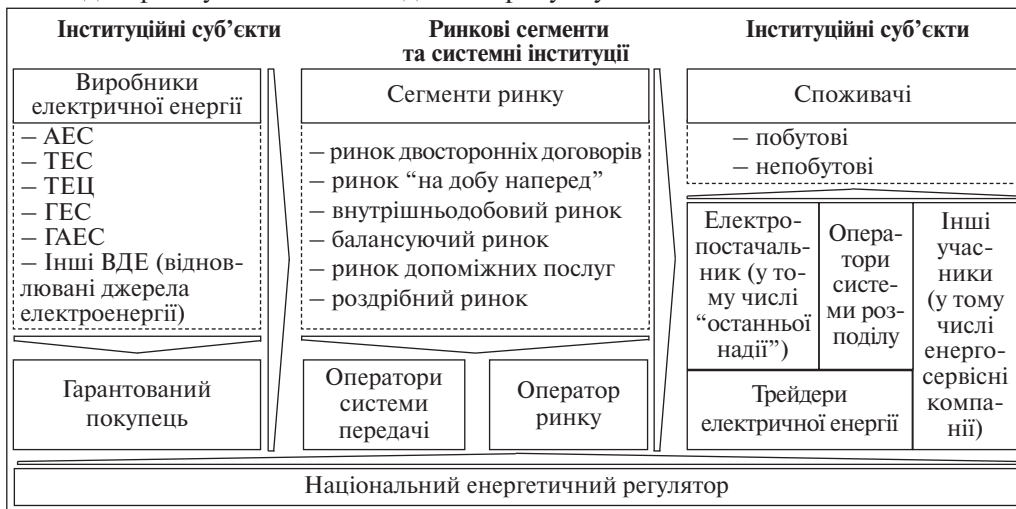 Інституційні суб’єкти
Ринкові сегменти
та системні інституції
Інституційні суб’єкти
Виробники
електричної енергії
– АЕС
– ТЕС
– ТЕЦ
– ГЕС
– ГАЕС
– Інші ВДЕ (віднов-
лювані джерела
електроенергії)
Гарантований
покупець
Сегменти ринку
– ринок двосторонніх договорів
– ринок “на добу наперед”
– внутрішньодобовий ринок
– балансуючий ринок
– ринок допоміжних послуг
– роздрібний ринок
Оператори
системи
передачі
Оператор
ринку
Споживачі
– побутові
– непобутові
Електро-
постачаль-
ник (у то-
му числі
“останньої
надії”)
Опера-
тори
систе-
ми роз-
поділу
Інші
учас-
ники
(у тому
числі
енерго-
сервісні
компа-
нії)
Трейдери
електричної енергії
Національний енергетичний регулятор